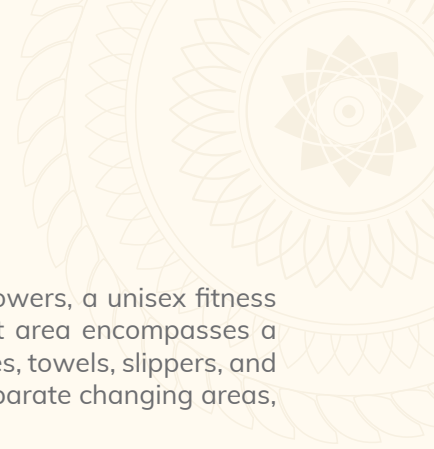 owers, a unisex fitness
t area encompasses a
es, towels, slippers, and
parate changing areas,